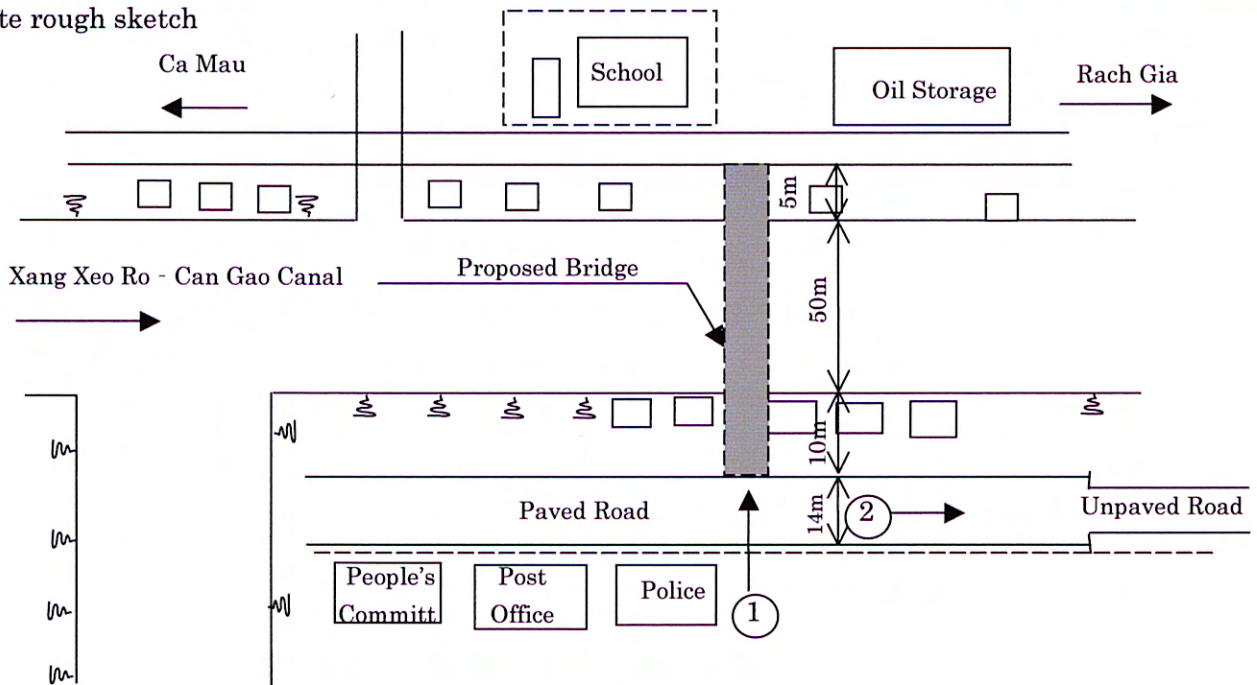 te rough sketch
Ca Mau
School
Oil Storage
Rach Gia
5m
Xang Xeo Ro - Can Gao Canal
Proposed Bridge
50m
10m
Paved Road
14m
2
Unpaved Road
People's
Committ
Post
Office
Police
1